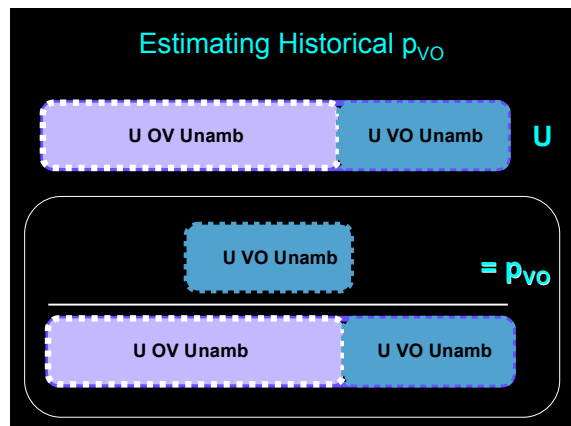 Estimating Historical pVO
U OV Unamb U VO Unamb U
U VO Unamb
= pVO
U OV Unamb U VO Unamb